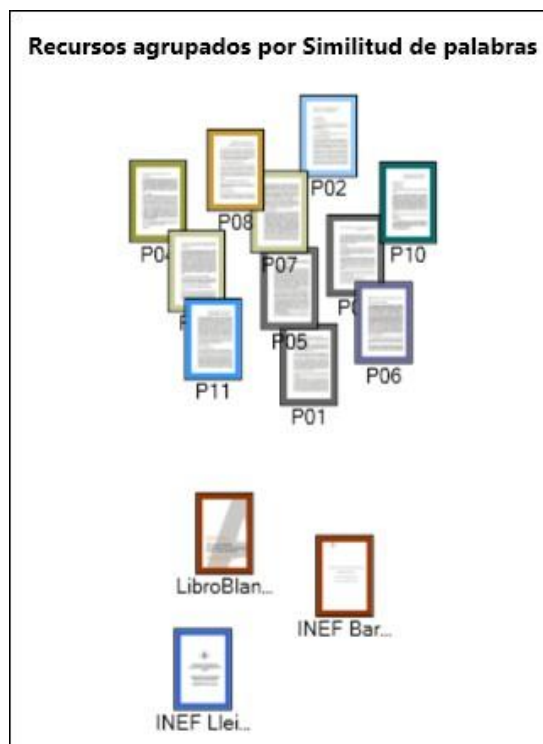 Recursos agrupados por Similitud de palabras
P02
P08
P04
P10
P07
P05
P06
P11
P01
LibroBlan...
INEF Bar...
INEF Llei...